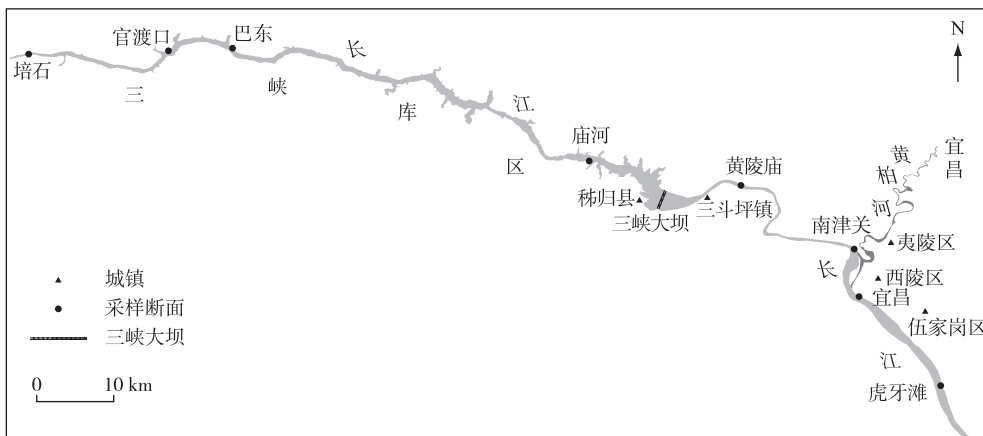 N
官渡口
巴东
培石
长江
三峡库区
庙河
秭归县
三峡大坝
三斗坪镇
黄陵庙
黄柏河
宜昌
南津关
夷陵区
西陵区
宜昌
伍家岗区
长江
虎牙滩
城镇
采样断面
三峡大坝
0 10 km